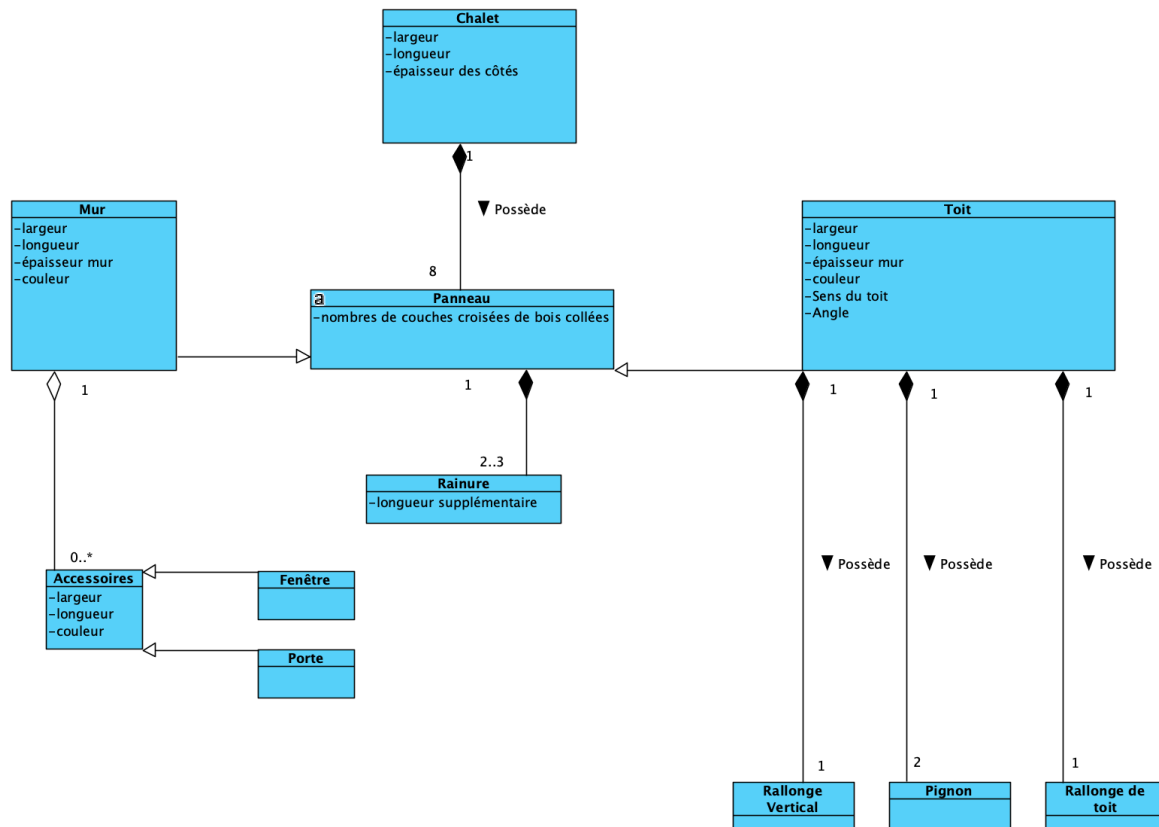 Chalet
-largeur
-longueur
-épaisseur des côtés
1
Possède
8
Mur
-largeur
-longueur
-épaisseur mur
-couleur
1
Toit
-largeur
-longueur
-épaisseur mur
-couleur
-Sens du toit
-Angle
a
Panneau
-nombres de couches croisées de bois collées
1
1
1
1
2..3
Rainure
-longueur supplémentaire
0..*
Accessoires
-largeur
-longueur
-couleur
Fenêtre
Porte
Possède
Possède
Possède
1
2
1
Rallonge
Vertical
Pignon
Rallonge de
toit